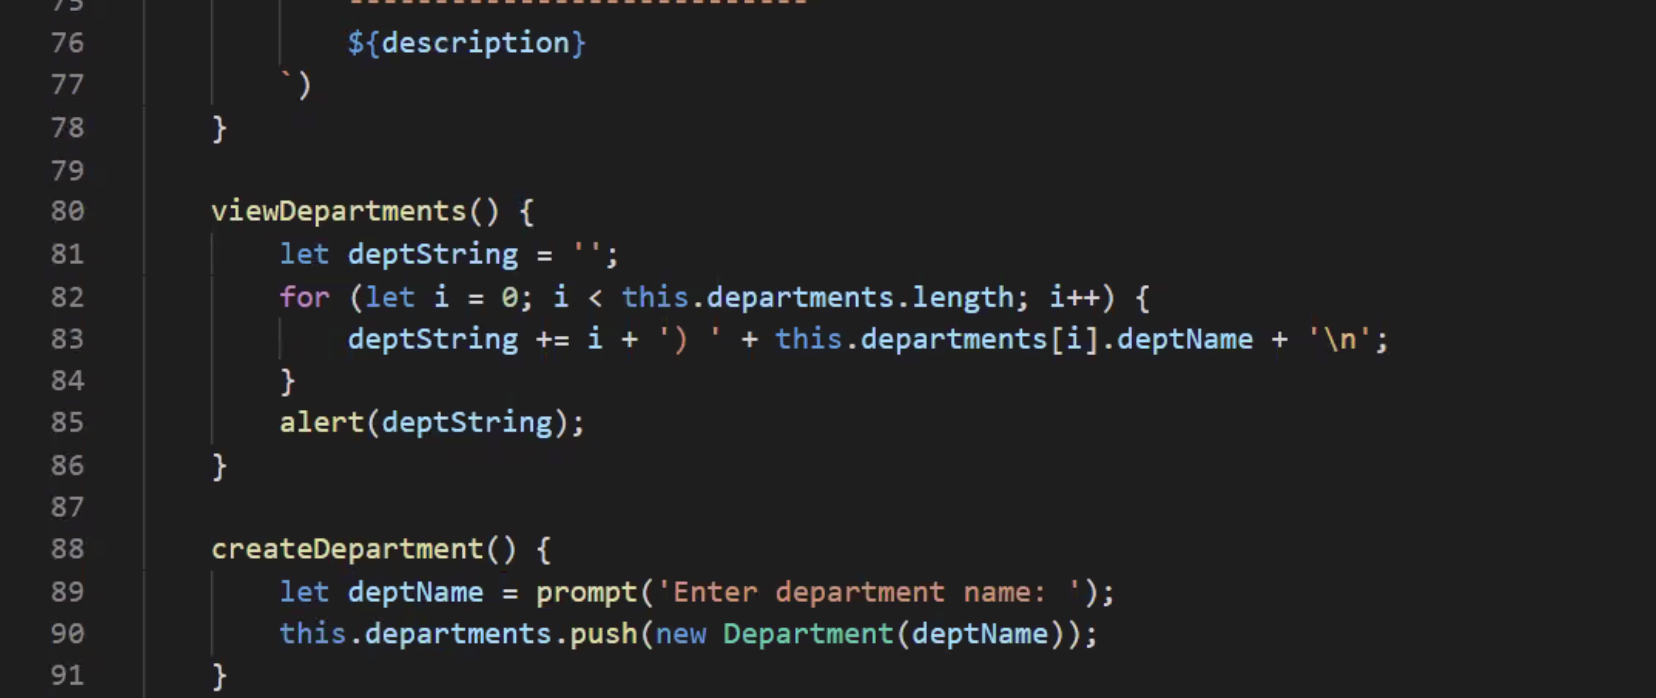 75 ---------------------------
76 ${description}
77 `)
78 }
79
80 viewDepartments() {
81 let deptString = '';
82 for (let i = 0; i < this.departments.length; i++) {
83 deptString += i + ') ' + this.departments[i].deptName + '\n';
84 }
85 alert(deptString);
86 }
87
88 createDepartment() {
89 let deptName = prompt('Enter department name: ');
90 this.departments.push(new Department(deptName));
91 }